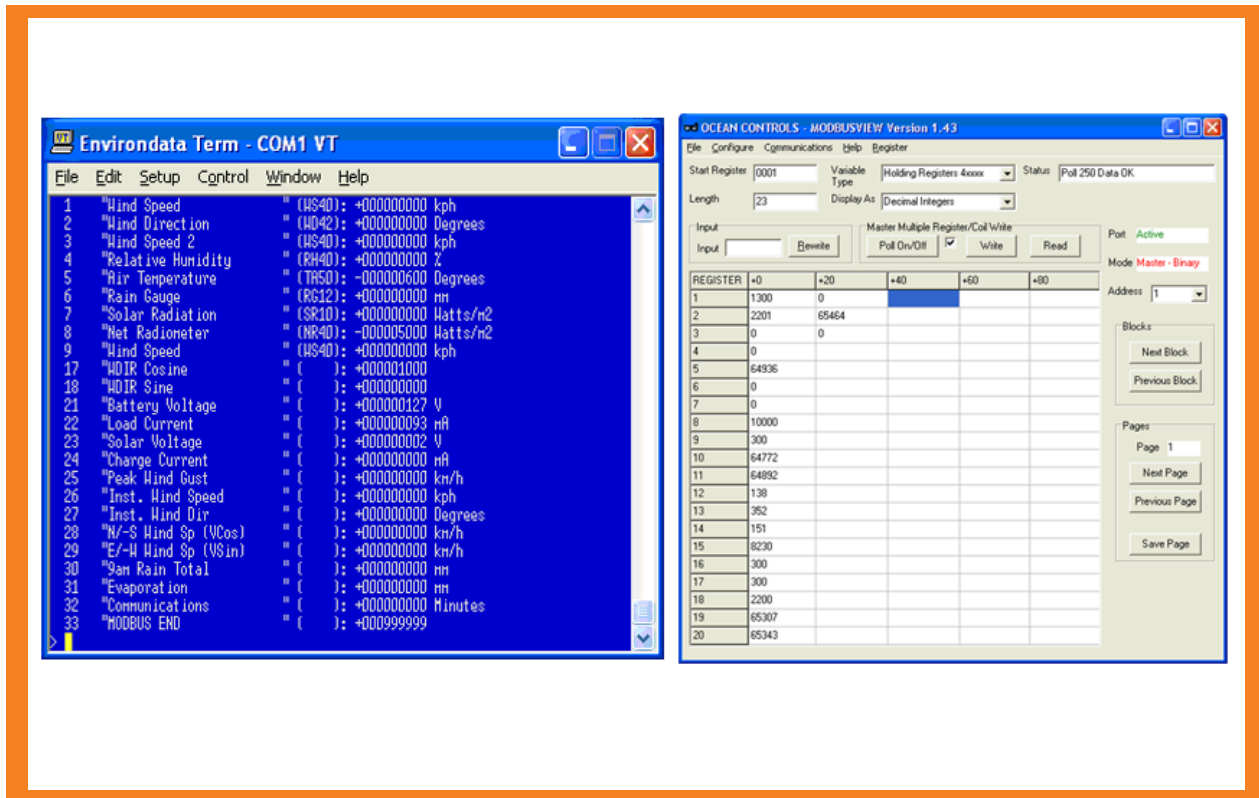 Environdata Term - COM1 VT
File Edit Setup Control Window Help
1 "Wind Speed " (WS40): +000000000 kph
2 "Wind Direction " (WD42): +000000000 Degrees
3 "Wind Speed 2 " (WS40): +000000000 kph
4 "Relative Humidity " (RH40): +000000000 %
5 "Air Temperature " (TA50): -000000600 Degrees
6 "Rain Gauge " (RG12): +000000000 mm
7 "Solar Radiation " (SR10): +000000000 Watts/m2
8 "Net Radiometer " (NR40): -000005000 Watts/m2
9 "Wind Speed " (WS40): +000000000 kph
17 "WDIR Cosine " ( ): +000001000
18 "WDIR Sine " ( ): +000000000
21 "Battery Voltage " ( ): +000000127 V
22 "Load Current " ( ): +000000093 mA
23 "Solar Voltage " ( ): +000000002 V
24 "Charge Current " ( ): +000000000 mA
25 "Peak Wind Gust " ( ): +000000000 km/h
26 "Inst. Wind Speed " ( ): +000000000 kph
27 "Inst. Wind Dir " ( ): +000000000 Degrees
28 "N/-S Wind Sp (VCos) " ( ): +000000000 km/h
29 "E/-W Wind Sp (VSin) " ( ): +000000000 km/h
30 "9am Rain Total " ( ): +000000000 mm
31 "Evaporation " ( ): +000000000 mm
32 "Communications " ( ): +000000000 Minutes
33 "MODBUS END " ( ): +000999999
>
OCEAN CONTROLS - MODBUSVIEW Version 1.43
File Configure Communications Help Register
Start Register 0001 Variable Type Holding Registers 4xxxx Status Poll 250 Data OK
Length 23 Display As Decimal Integers
Input Master Multiple Register/Coil Write
Input Rewrite Poll On/Off Write Read
Port Active
Mode Master - Binary
Address 1
REGISTER +0 +20 +40 +60 +80
1 1300 0
2 2201 65464
3 0 0
4 0
5 64936
6 0
7 0
8 10000
9 300
10 64772
11 64892
12 138
13 352
14 151
15 8230
16 300
17 300
18 2200
19 65307
20 65343
Blocks
Next Block
Previous Block
Pages
Page 1
Next Page
Previous Page
Save Page